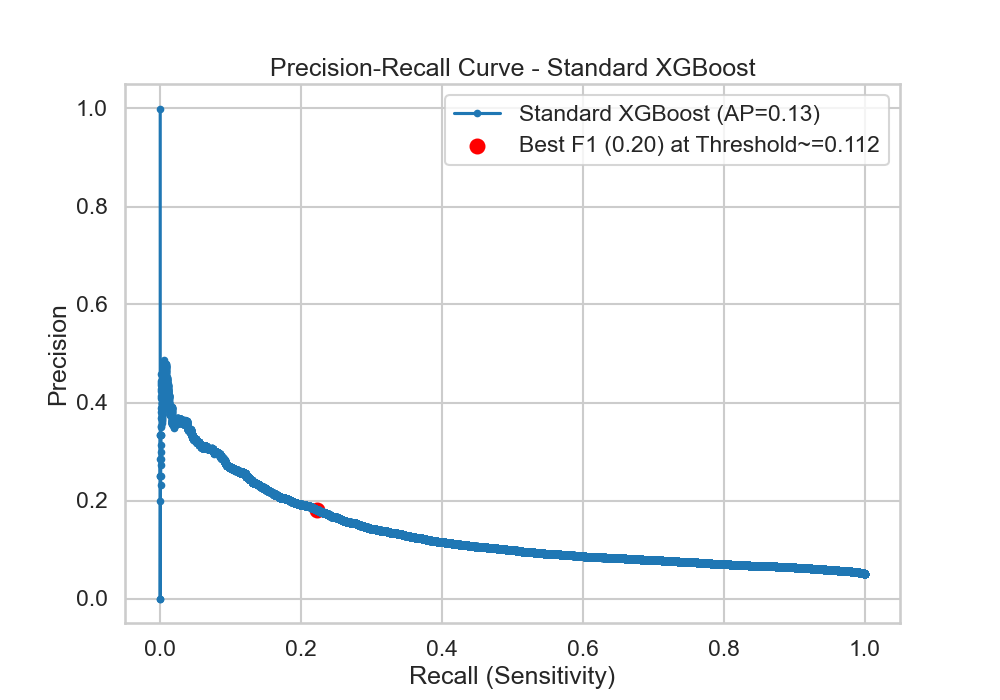 Precision-Recall Curve - Standard XGBoost
Standard XGBoost (AP=0.13)
Best F1 (0.20) at Threshold~=0.112
Precision
1.0
0.8
0.6
0.4
0.2
0.0
0.0 0.2 0.4 0.6 0.8 1.0
Recall (Sensitivity)